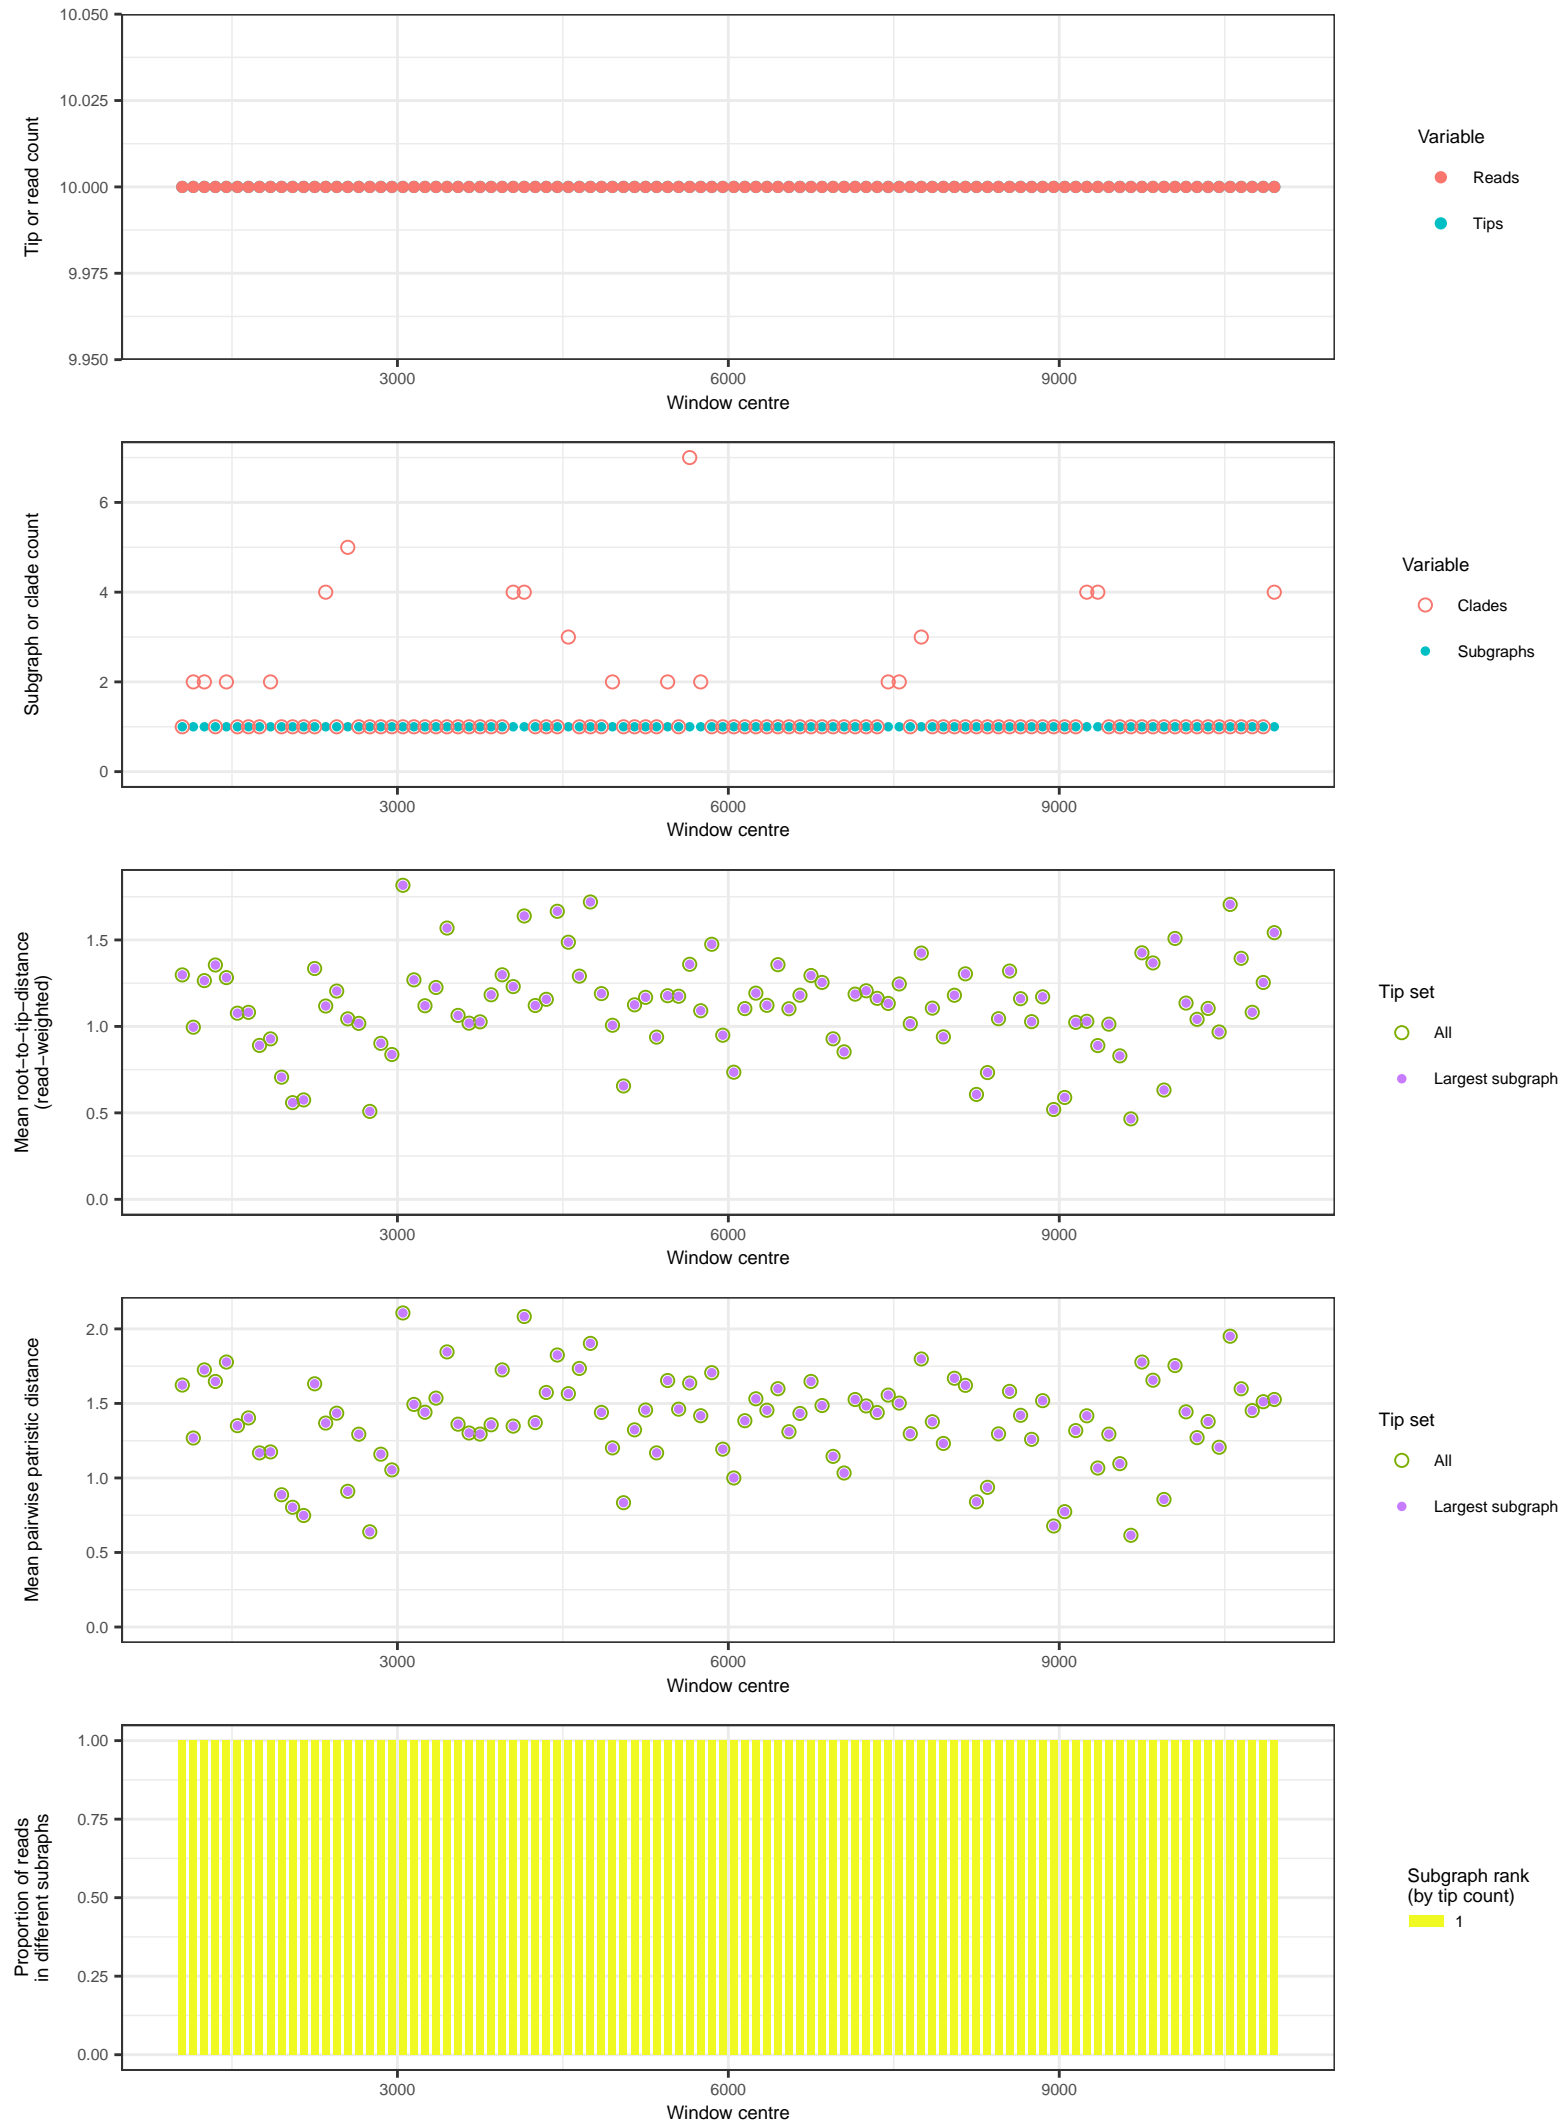 10.050
10.025
10.000
9.975
9.950
Tip or read count
3000 6000 9000
Window centre
Variable
Reads
Tips
6
4
2
0
Subgraph or clade count
3000 6000 9000
Window centre
Variable
Clades
Subgraphs
1.5
1.0
0.5
0.0
Mean root−to−tip−distance
(read−weighted)
3000 6000 9000
Window centre
Tip set
All
Largest subgraph
2.0
1.5
1.0
0.5
0.0
Mean pairwise patristic distance
3000 6000 9000
Window centre
Tip set
All
Largest subgraph
1.00
0.75
0.50
0.25
0.00
Proportion of reads
in different subraphs
3000 6000 9000
Window centre
Subgraph rank
(by tip count)
1